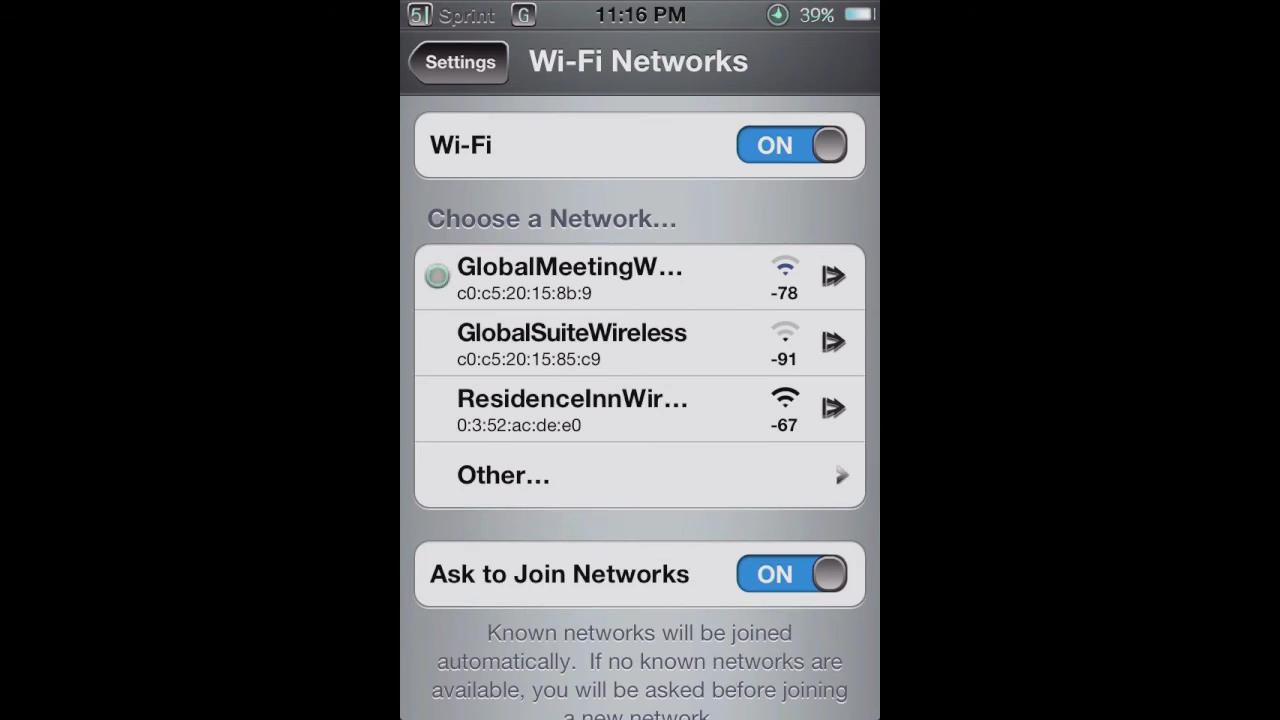 51 Sprint G 11:16 PM 39%
Settings Wi-Fi Networks
Wi-Fi ON
Choose a Network...
GlobalMeetingW...
c0:c5:20:15:8b:9 -78
GlobalSuiteWireless
c0:c5:20:15:85:c9 -91
ResidenceInnWir...
0:3:52:ac:de:e0 -67
Other...
Ask to Join Networks ON
Known networks will be joined
automatically. If no known networks are
available, you will be asked before joining
a new network.